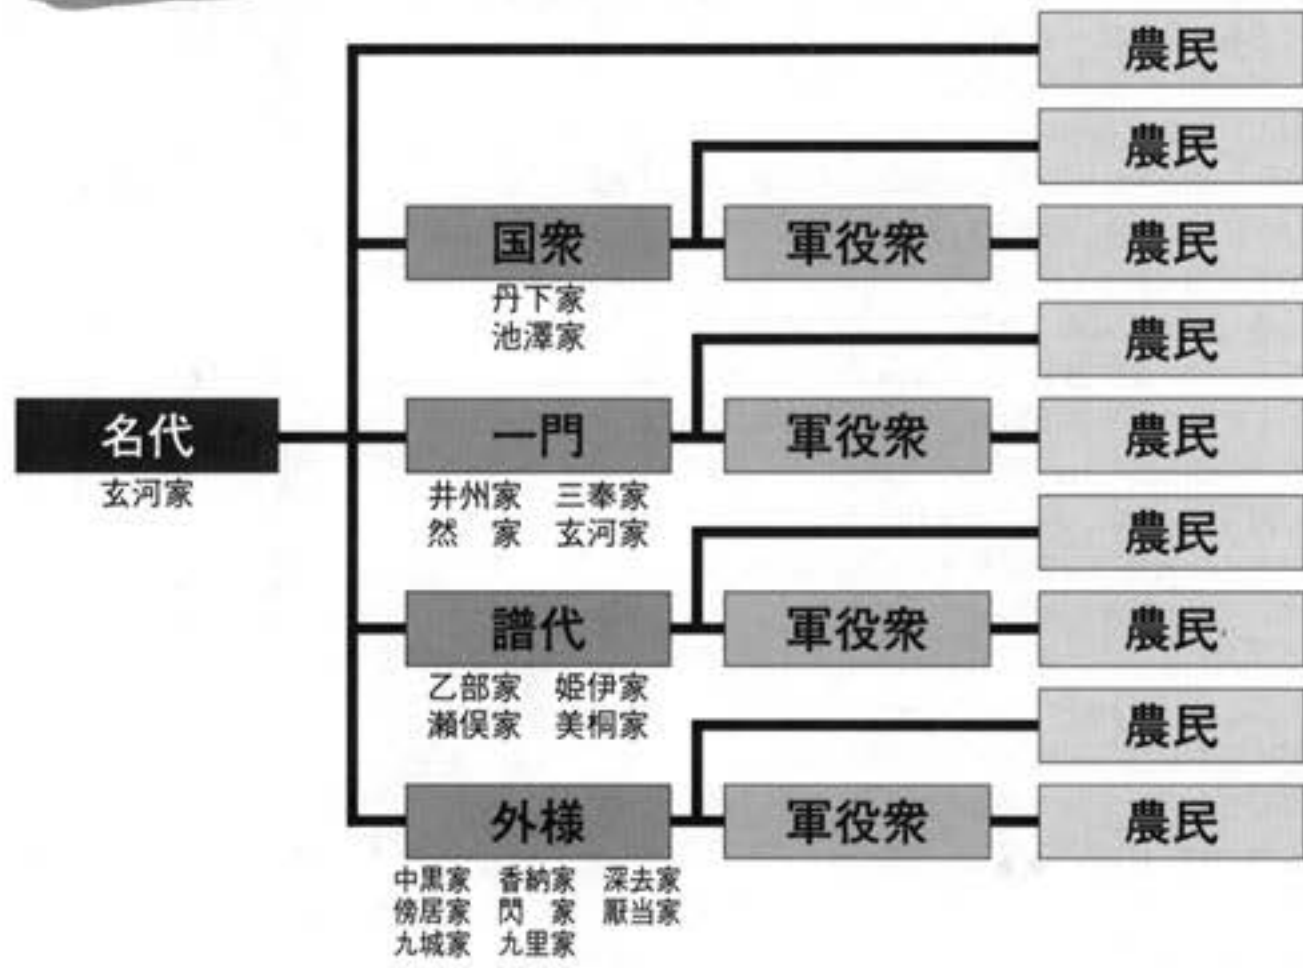 農民
農民
国衆 軍役衆 農民
丹下家
池澤家
農民
名代 一門 軍役衆 農民
玄河家
井州家 三奉家
然 家 玄河家
農民
譜代 軍役衆 農民
乙部家 姫伊家
瀬俣家 美桐家
農民
外様 軍役衆 農民
中黒家 香納家 深去家
傍居家 閃 家 厭当家
九城家 九里家